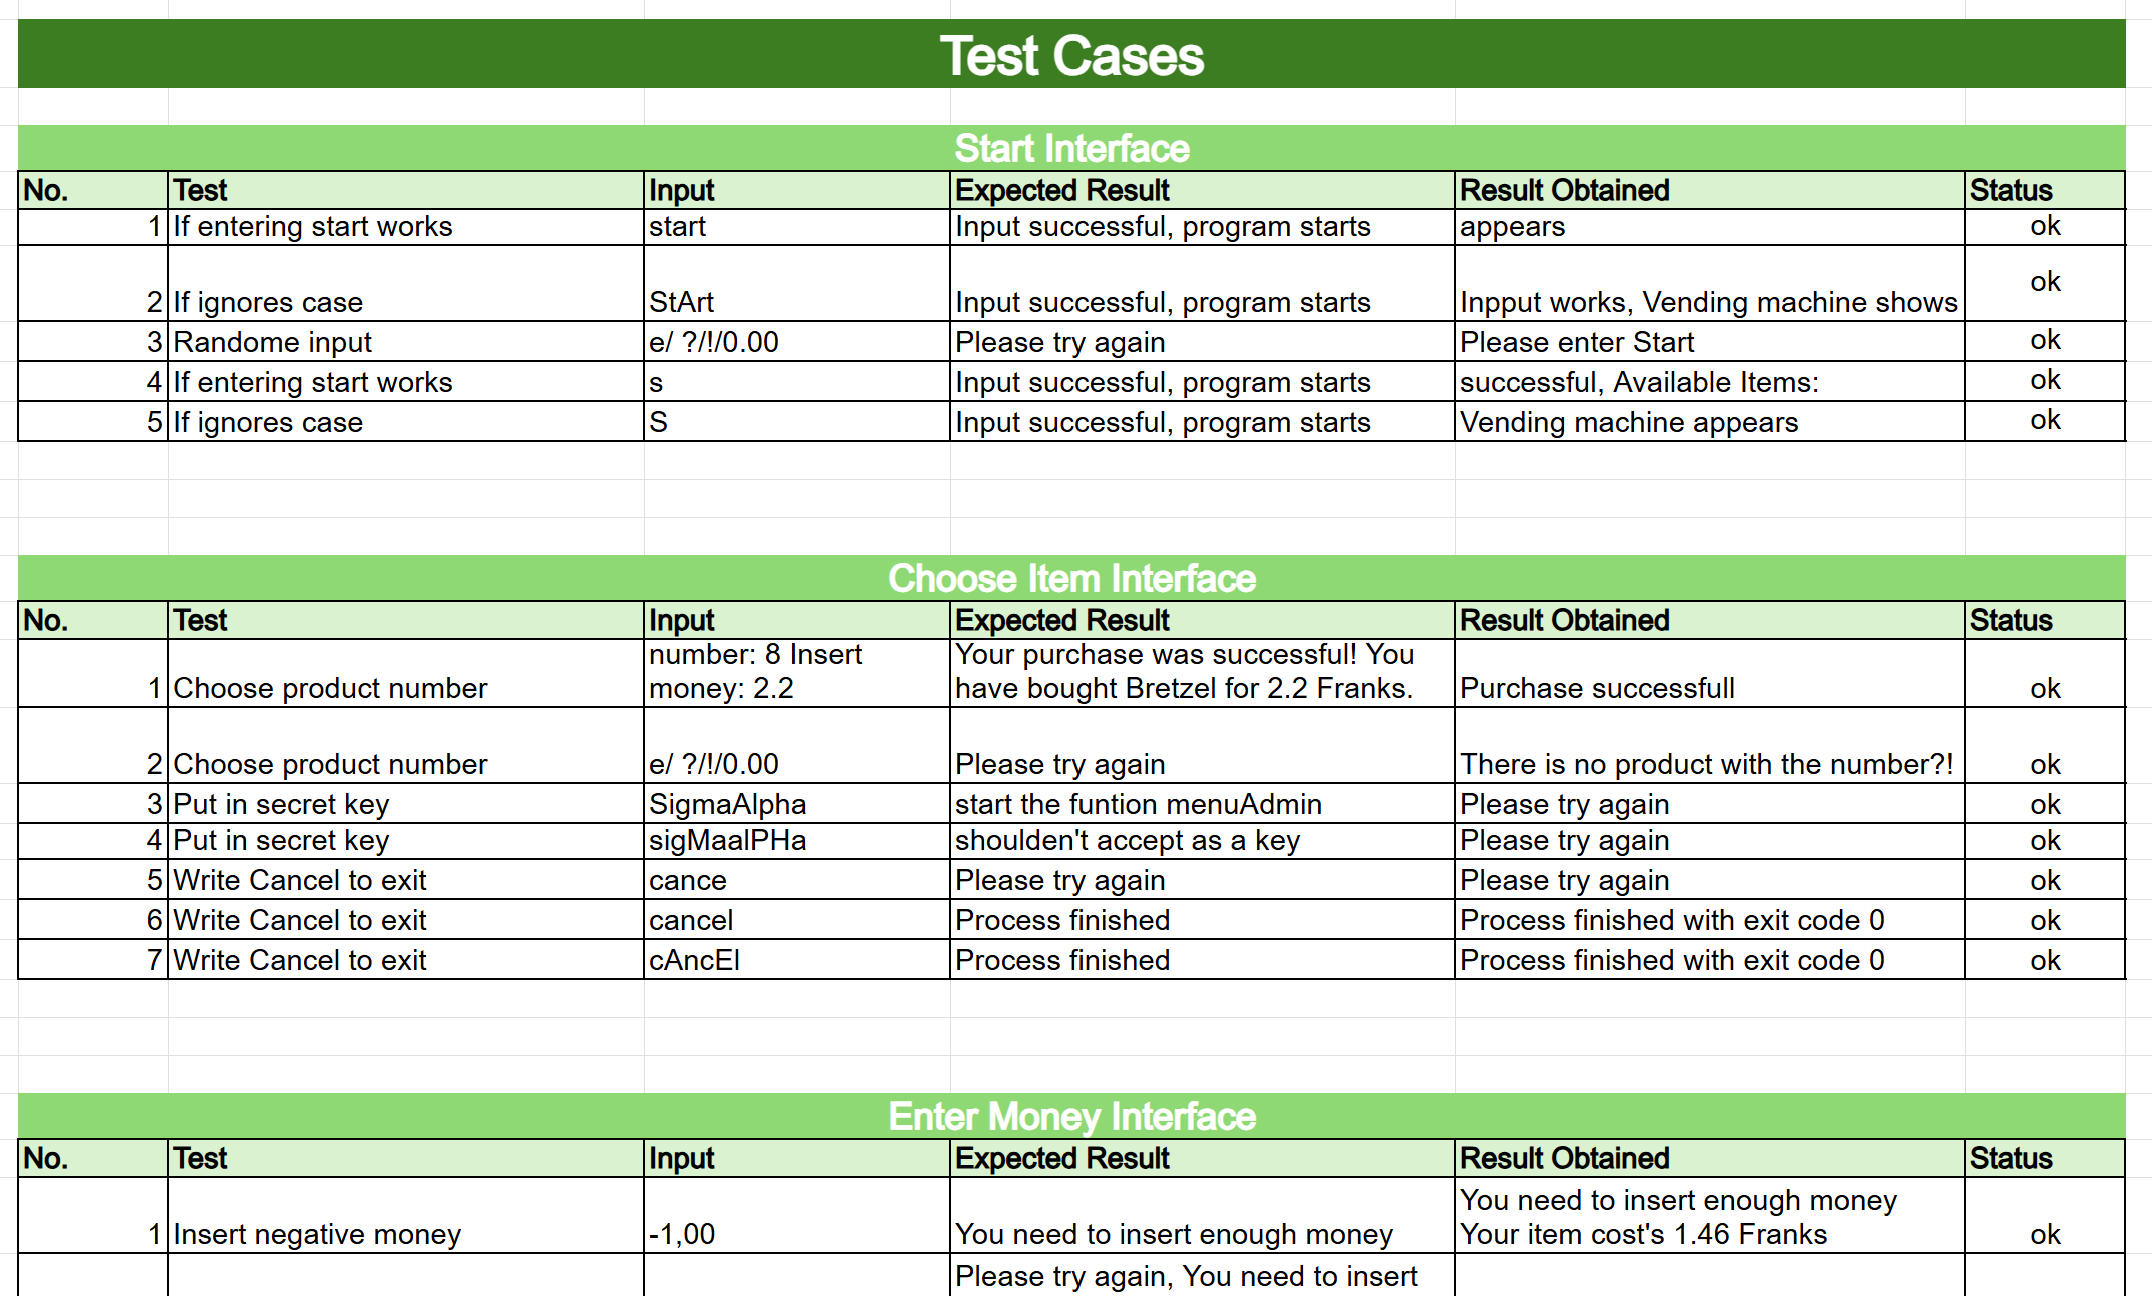 Test Cases
Start Interface
No. Test Input Expected Result Result Obtained Status
1 If entering start works start Input successful, program starts appears ok
2 If ignores case StArt Input successful, program starts Inpput works, Vending machine shows ok
3 Randome input e/ ?/!/0.00 Please try again Please enter Start ok
4 If entering start works s Input successful, program starts successful, Available Items: ok
5 If ignores case S Input successful, program starts Vending machine appears ok
Choose Item Interface
No. Test Input Expected Result Result Obtained Status
number: 8 Insert Your purchase was successful! You
1 Choose product number money: 2.2 have bought Bretzel for 2.2 Franks. Purchase successfull ok
2 Choose product number e/ ?/!/0.00 Please try again There is no product with the number?! ok
3 Put in secret key SigmaAlpha start the funtion menuAdmin Please try again ok
4 Put in secret key sigMaalPHa shoulden't accept as a key Please try again ok
5 Write Cancel to exit cance Please try again Please try again ok
6 Write Cancel to exit cancel Process finished Process finished with exit code 0 ok
7 Write Cancel to exit cAncEl Process finished Process finished with exit code 0 ok
Enter Money Interface
No. Test Input Expected Result Result Obtained Status
You need to insert enough money
1 Insert negative money -1,00 You need to insert enough money Your item cost's 1.46 Franks ok
Please try again, You need to insert